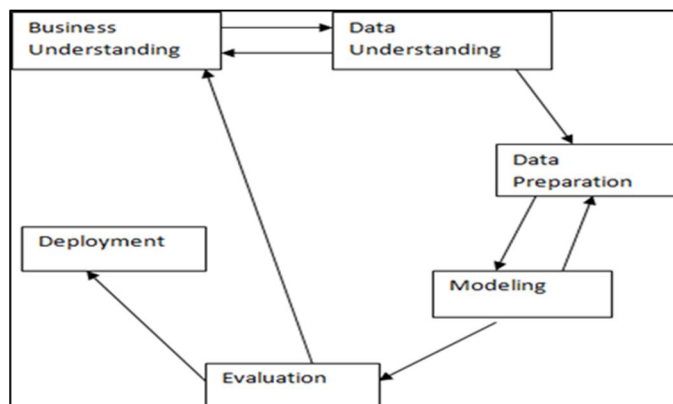 Business
Understanding
Data
Understanding
Data
Preparation
Deployment
Modeling
Evaluation